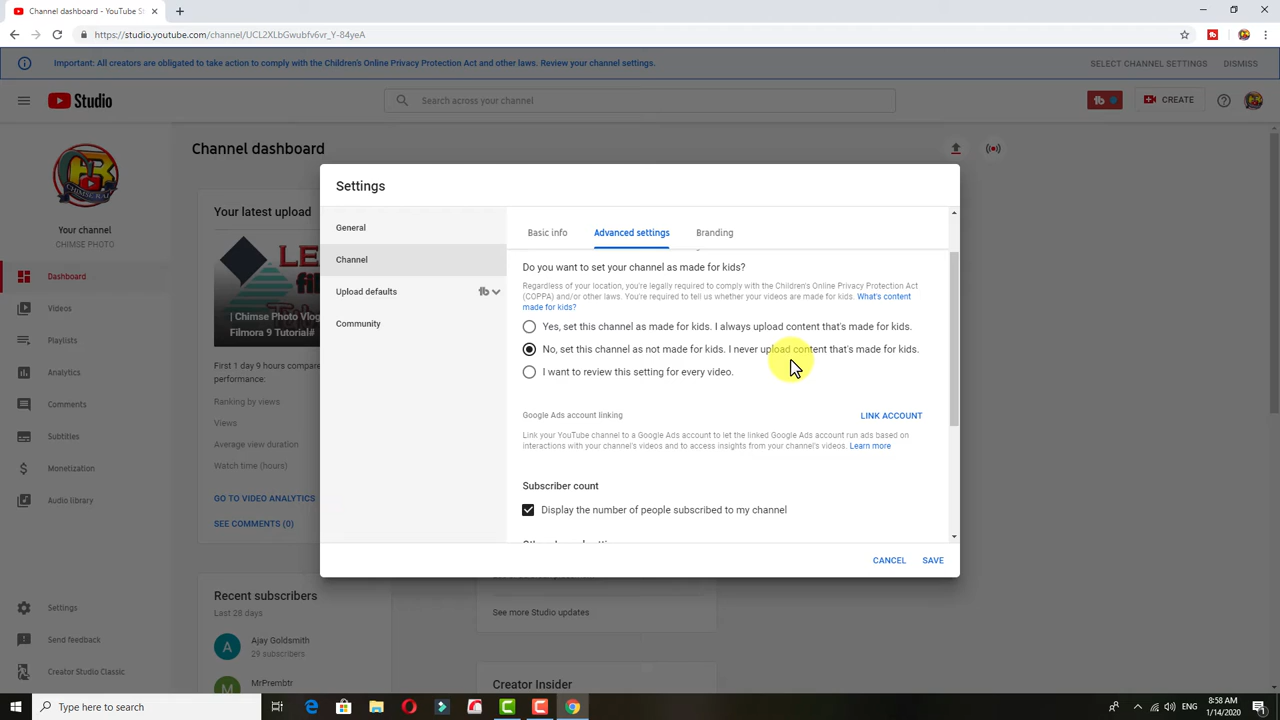 Channel dashboard - YouTube S
https://studio.youtube.com/channel/UCL2XLbGwubfv6vr_Y-84yeA
Important: All creators are obligated to take action to comply with the Children's Online Privacy Protection Act and other laws. Review your channel settings.
SELECT CHANNEL SETTINGS
DISMISS
Studio
Search across your channel
tb
CREATE
CHIMSE RAI
Your channel
CHIMSE PHOTO
Dashboard
Videos
Playlists
Analytics
Comments
Subtitles
Monetization
Audio library
Settings
Send feedback
Creator Studio Classic
Channel dashboard
Your latest upload
| Chimse Photo Vlog
Filmora 9 Tutorial#
First 1 day 9 hours compare
performance:
Ranking by views
Views
Average view duration
Watch time (hours)
GO TO VIDEO ANALYTICS
SEE COMMENTS (0)
Recent subscribers
Last 28 days
A
Ajay Goldsmith
29 subscribers
M
MrPrembtr
See more Studio updates
Creator Insider
Settings
General
Channel
Upload defaults
tb
Community
Basic info
Advanced settings
Branding
Do you want to set your channel as made for kids?
Regardless of your location, you're legally required to comply with the Children's Online Privacy Protection Act
(COPPA) and/or other laws. You're required to tell us whether your videos are made for kids. What's content
made for kids?
Yes, set this channel as made for kids. I always upload content that's made for kids.
No, set this channel as not made for kids. I never upload content that's made for kids.
I want to review this setting for every video.
Google Ads account linking
LINK ACCOUNT
Link your YouTube channel to a Google Ads account to let the linked Google Ads account run ads based on
interactions with your channel's videos and to access insights from your channel's videos. Learn more
Subscriber count
Display the number of people subscribed to my channel
CANCEL
SAVE
Type here to search
8:58 AM
1/14/2020